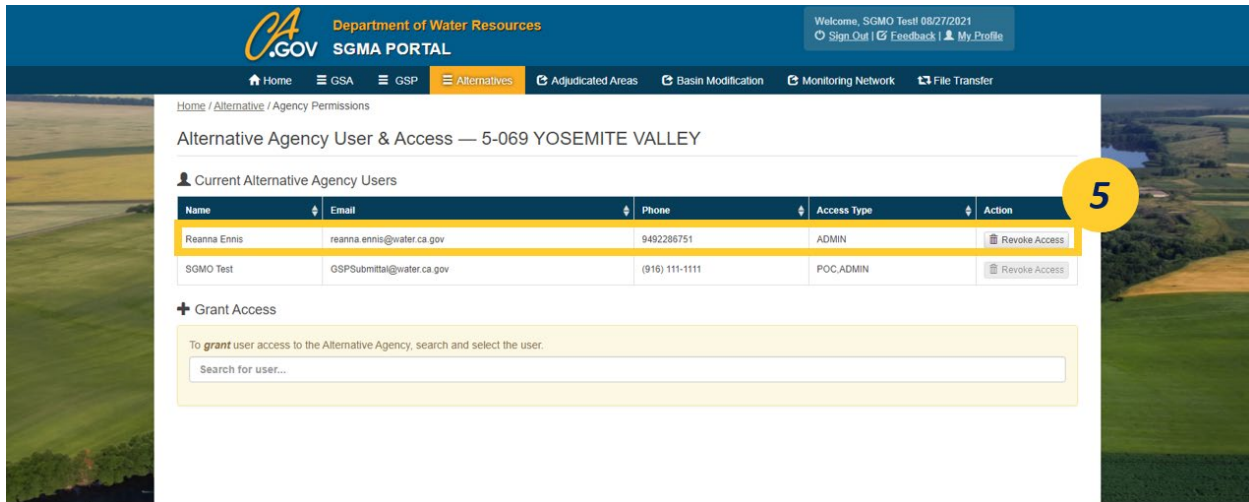 CA.GOV
Department of Water Resources
SGMA PORTAL
Welcome, SGMO Test! 08/27/2021
Sign Out | Feedback | My Profile
Home GSA GSP Alternatives Adjudicated Areas Basin Modification Monitoring Network File Transfer
Home / Alternative / Agency Permissions
Alternative Agency User & Access — 5-069 YOSEMITE VALLEY
Current Alternative Agency Users
5
Name Email Phone Access Type Action
Reanna Ennis reanna.ennis@water.ca.gov 9492286751 ADMIN Revoke Access
SGMO Test GSPSubmittal@water.ca.gov (916) 111-1111 POC,ADMIN Revoke Access
Grant Access
To grant user access to the Alternative Agency, search and select the user.
Search for user...